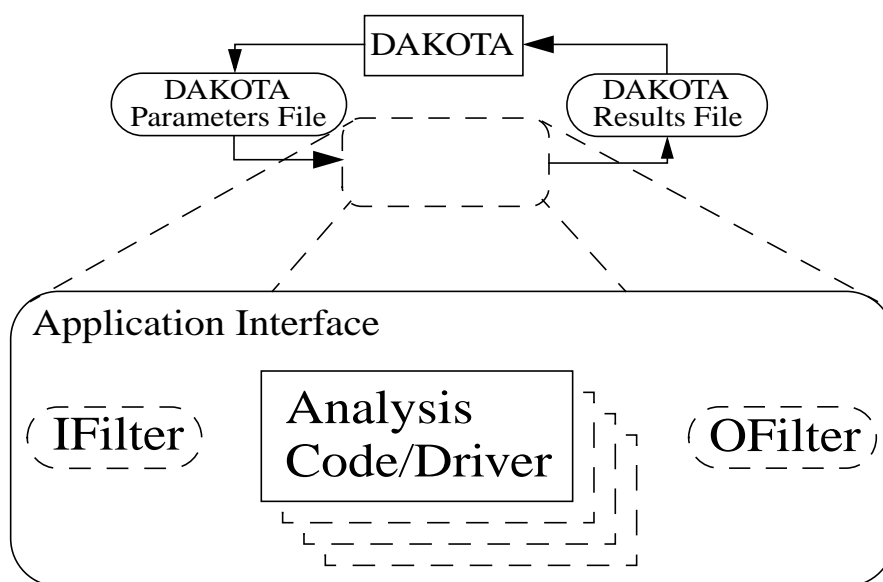 DAKOTA
DAKOTA
Parameters File
DAKOTA
Results File
Application Interface
IFilter
Analysis
Code/Driver
OFilter